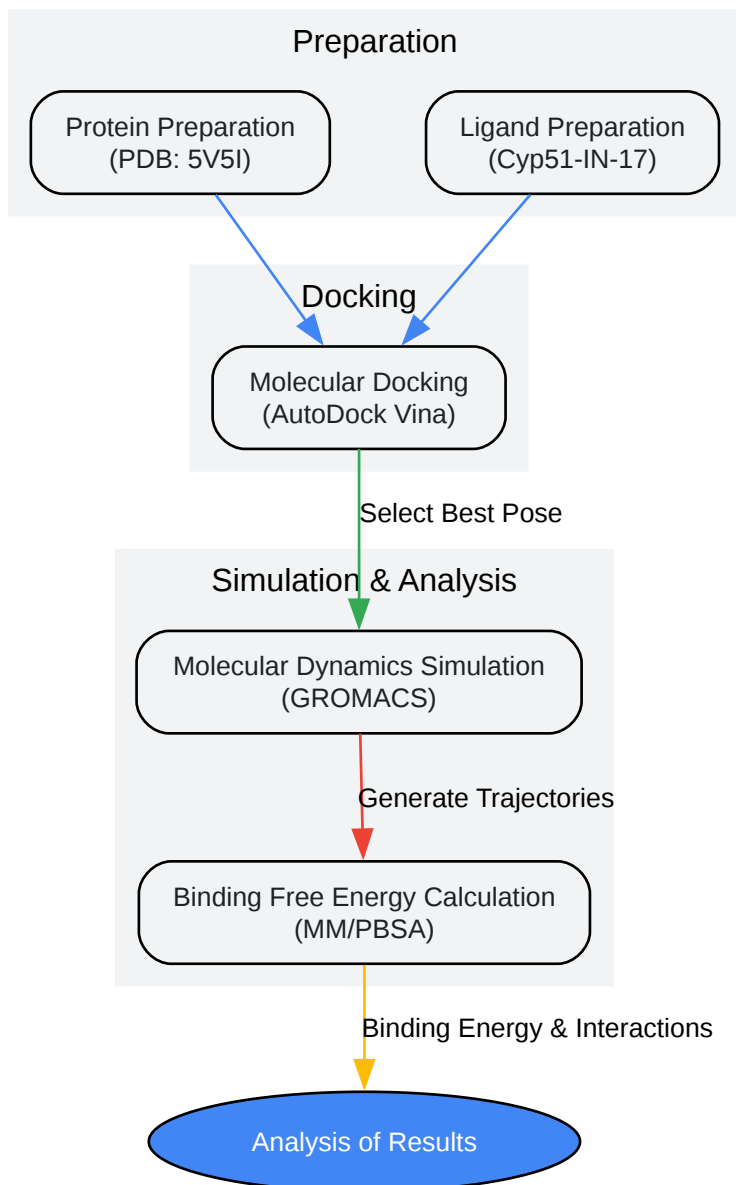 Preparation
Protein Preparation
(PDB: 5V5I)
Ligand Preparation
(Cyp51-IN-17)
Docking
Molecular Docking
(AutoDock Vina)
Select Best Pose
Simulation & Analysis
Molecular Dynamics Simulation
(GROMACS)
Generate Trajectories
Binding Free Energy Calculation
(MM/PBSA)
Binding Energy & Interactions
Analysis of Results